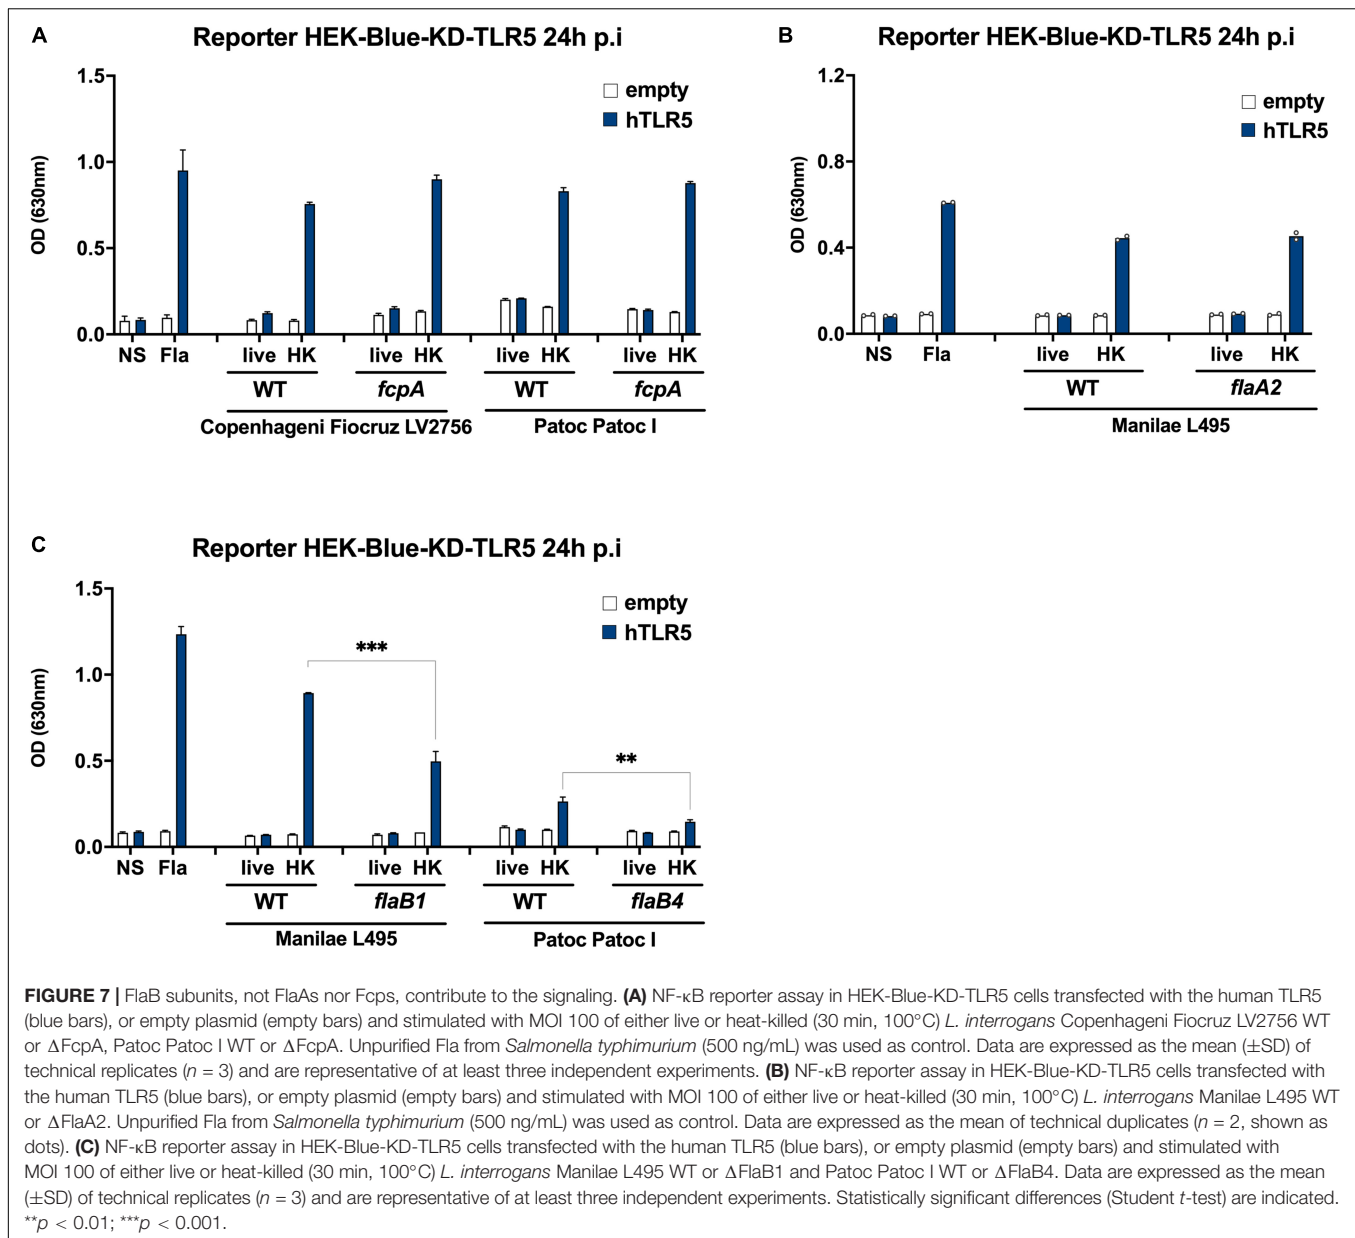 A
Reporter HEK-Blue-KD-TLR5 24h p.i
empty
hTLR5
OD (630nm)
1.5
1.0
0.5
0.0
NS Fla live HK live HK live HK live HK
WT fcpA WT fcpA
Copenhageni Fiocruz LV2756 Patoc Patoc I
B
Reporter HEK-Blue-KD-TLR5 24h p.i
empty
hTLR5
OD (630nm)
1.2
0.8
0.4
0.0
NS Fla live HK live HK
WT flaA2
Manilae L495
C
Reporter HEK-Blue-KD-TLR5 24h p.i
empty
hTLR5
OD (630nm)
1.5
1.0
0.5
0.0
***
**
NS Fla live HK live HK live HK live HK
WT flaB1 WT flaB4
Manilae L495 Patoc Patoc I
FIGURE 7 | FlaB subunits, not FlaAs nor Fcps, contribute to the signaling. (A) NF-κB reporter assay in HEK-Blue-KD-TLR5 cells transfected with the human TLR5
(blue bars), or empty plasmid (empty bars) and stimulated with MOI 100 of either live or heat-killed (30 min, 100°C) L. interrogans Copenhageni Fiocruz LV2756 WT
or ΔFcpA, Patoc Patoc I WT or ΔFcpA. Unpurified Fla from Salmonella typhimurium (500 ng/mL) was used as control. Data are expressed as the mean (±SD) of
technical replicates (n = 3) and are representative of at least three independent experiments. (B) NF-κB reporter assay in HEK-Blue-KD-TLR5 cells transfected with
the human TLR5 (blue bars), or empty plasmid (empty bars) and stimulated with MOI 100 of either live or heat-killed (30 min, 100°C) L. interrogans Manilae L495 WT
or ΔFlaA2. Unpurified Fla from Salmonella typhimurium (500 ng/mL) was used as control. Data are expressed as the mean of technical duplicates (n = 2, shown as
dots). (C) NF-κB reporter assay in HEK-Blue-KD-TLR5 cells transfected with the human TLR5 (blue bars), or empty plasmid (empty bars) and stimulated with
MOI 100 of either live or heat-killed (30 min, 100°C) L. interrogans Manilae L495 WT or ΔFlaB1 and Patoc Patoc I WT or ΔFlaB4. Data are expressed as the mean
(±SD) of technical replicates (n = 3) and are representative of at least three independent experiments. Statistically significant differences (Student t-test) are indicated.
**p < 0.01; ***p < 0.001.